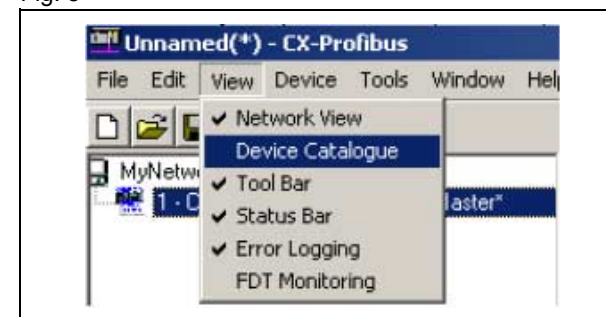 Unnamed(*) - CX-Profibus
File Edit View Device Tools Window Help
✔ Network View
Device Catalogue
MyNetw
✔ Tool Bar
1 - laster*
✔ Status Bar
✔ Error Logging
FDT Monitoring